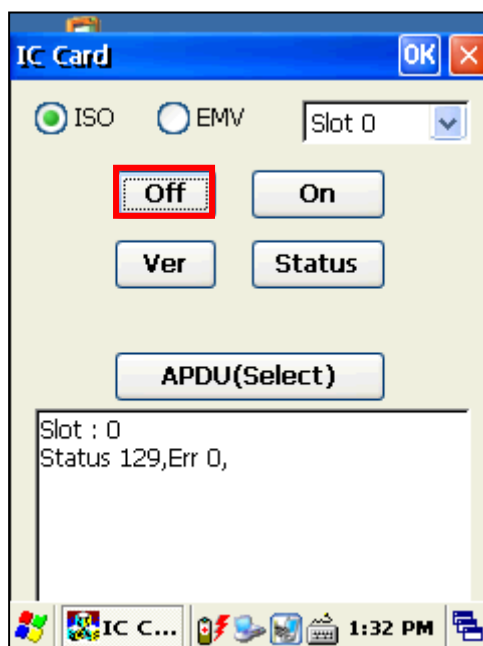 IC Card OK
ISO EMV Slot 0
Off On
Ver Status
APDU(Select)
Slot : 0
Status 129,Err 0,
IC C... 1:32 PM